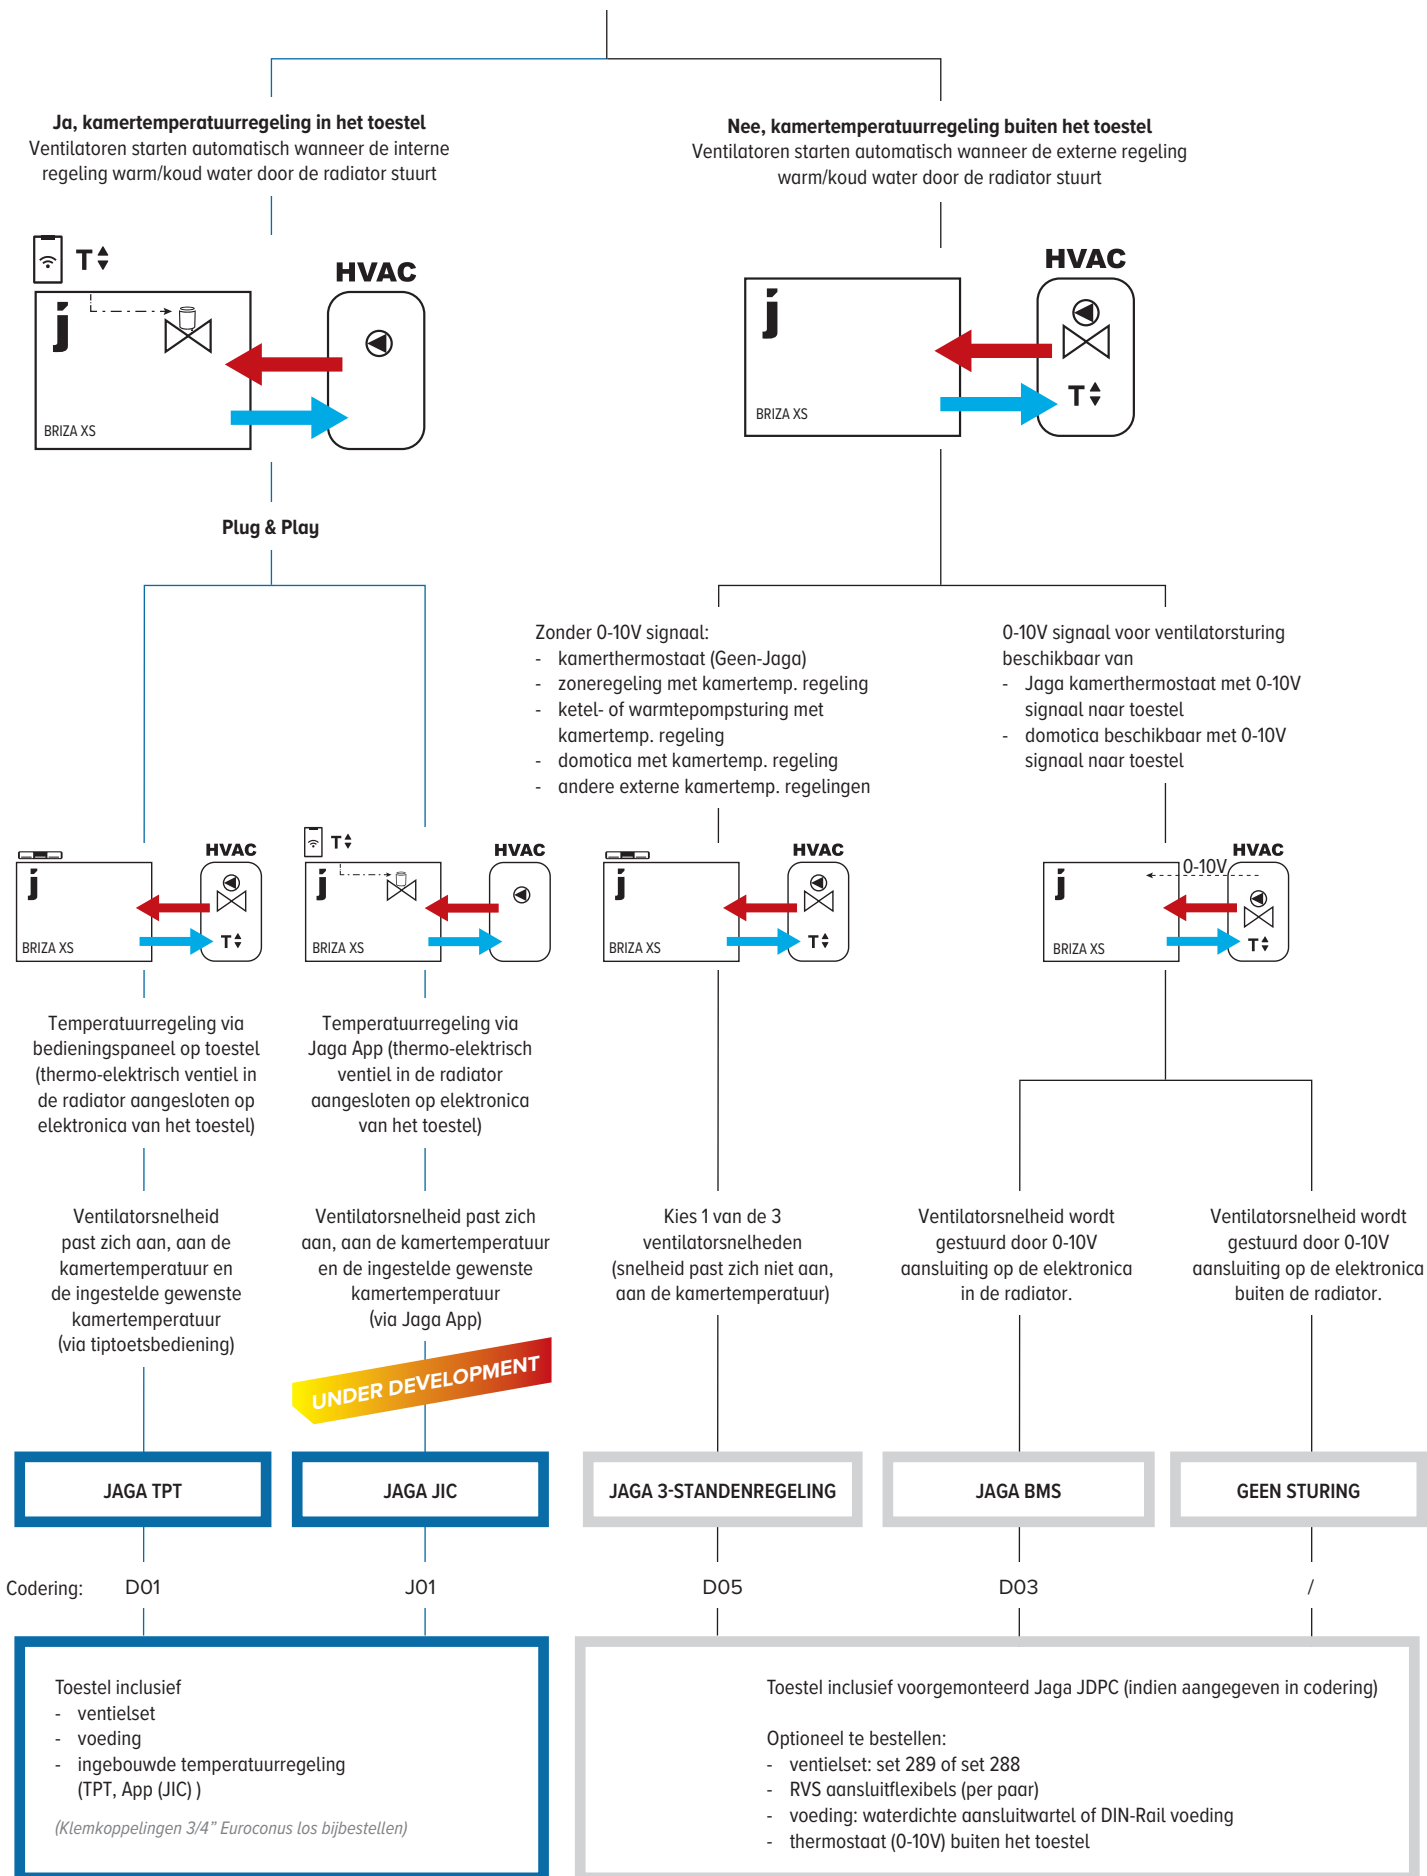 Ja, kamertemperatuurregeling in het toestel
Ventilatoren starten automatisch wanneer de interne
regeling warm/koud water door de radiator stuurt
Nee, kamertemperatuurregeling buiten het toestel
Ventilatoren starten automatisch wanneer de externe regeling
warm/koud water door de radiator stuurt
T
HVAC
j
BRIZA XS
HVAC
j
T
BRIZA XS
Plug & Play
Zonder 0-10V signaal:
- kamerthermostaat (Geen-Jaga)
- zoneregeling met kamertemp. regeling
- ketel- of warmtepompsturing met
kamertemp. regeling
- domotica met kamertemp. regeling
- andere externe kamertemp. regelingen
0-10V signaal voor ventilatorsturing
beschikbaar van
- Jaga kamerthermostaat met 0-10V
signaal naar toestel
- domotica beschikbaar met 0-10V
signaal naar toestel
HVAC
j
T
BRIZA XS
T
HVAC
j
BRIZA XS
HVAC
j
T
BRIZA XS
HVAC
0-10V
j
T
BRIZA XS
Temperatuurregeling via
bedieningspaneel op toestel
(thermo-elektrisch ventiel in
de radiator aangesloten op
elektronica van het toestel)
Temperatuurregeling via
Jaga App (thermo-elektrisch
ventiel in de radiator
aangesloten op elektronica
van het toestel)
Ventilatorsnelheid
past zich aan, aan de
kamertemperatuur en
de ingestelde gewenste
kamertemperatuur
(via tiptoetsbediening)
Ventilatorsnelheid past zich
aan, aan de kamertemperatuur
en de ingestelde gewenste
kamertemperatuur
(via Jaga App)
Kies 1 van de 3
ventilatorsnelheden
(snelheid past zich niet aan,
aan de kamertemperatuur)
Ventilatorsnelheid wordt
gestuurd door 0-10V
aansluiting op de elektronica
in de radiator.
Ventilatorsnelheid wordt
gestuurd door 0-10V
aansluiting op de elektronica
buiten de radiator.
UNDER DEVELOPMENT
JAGA TPT
JAGA JIC
JAGA 3-STANDENREGELING
JAGA BMS
GEEN STURING
Codering: D01 J01 D05 D03 /
Toestel inclusief
- ventielset
- voeding
- ingebouwde temperatuurregeling
(TPT, App (JIC) )
(Klemkoppelingen 3/4” Euroconus los bijbestellen)
Toestel inclusief voorgemonteerd Jaga JDPC (indien aangegeven in codering)
Optioneel te bestellen:
- ventielset: set 289 of set 288
- RVS aansluitflexibels (per paar)
- voeding: waterdichte aansluitwartel of DIN-Rail voeding
- thermostaat (0-10V) buiten het toestel